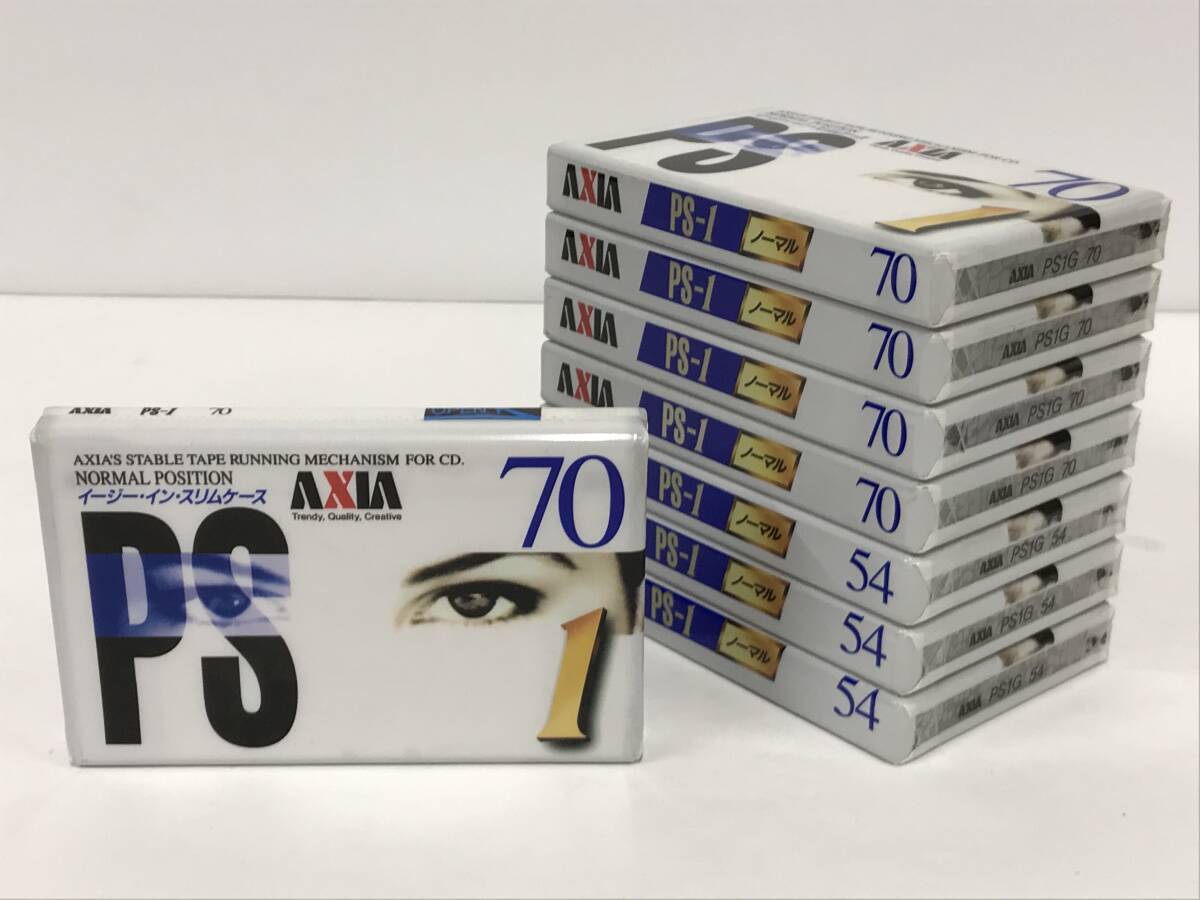 AXIA PS-1 70
OPEN
AXIA'S STABLE TAPE RUNNING MECHANISM FOR CD.
NORMAL POSITION
イージー・イン・スリムケース
AXIA
Trendy, Quality, Creative
70
PS
1
PS
AXIA
70
1
AXIA PS-1 ノーマル 70
AXIA PS1G 70
AXIA PS-1 ノーマル 70
AXIA PS1G 70
AXIA PS-1 ノーマル 70
AXIA PS1G 70
AXIA PS-1 ノーマル 70
AXIA PS1G 70
PS-1 ノーマル 54
AXIA PS1G 54
PS-1 ノーマル 54
AXIA PS1G 54
PS-1 ノーマル 54
AXIA PS1G 54